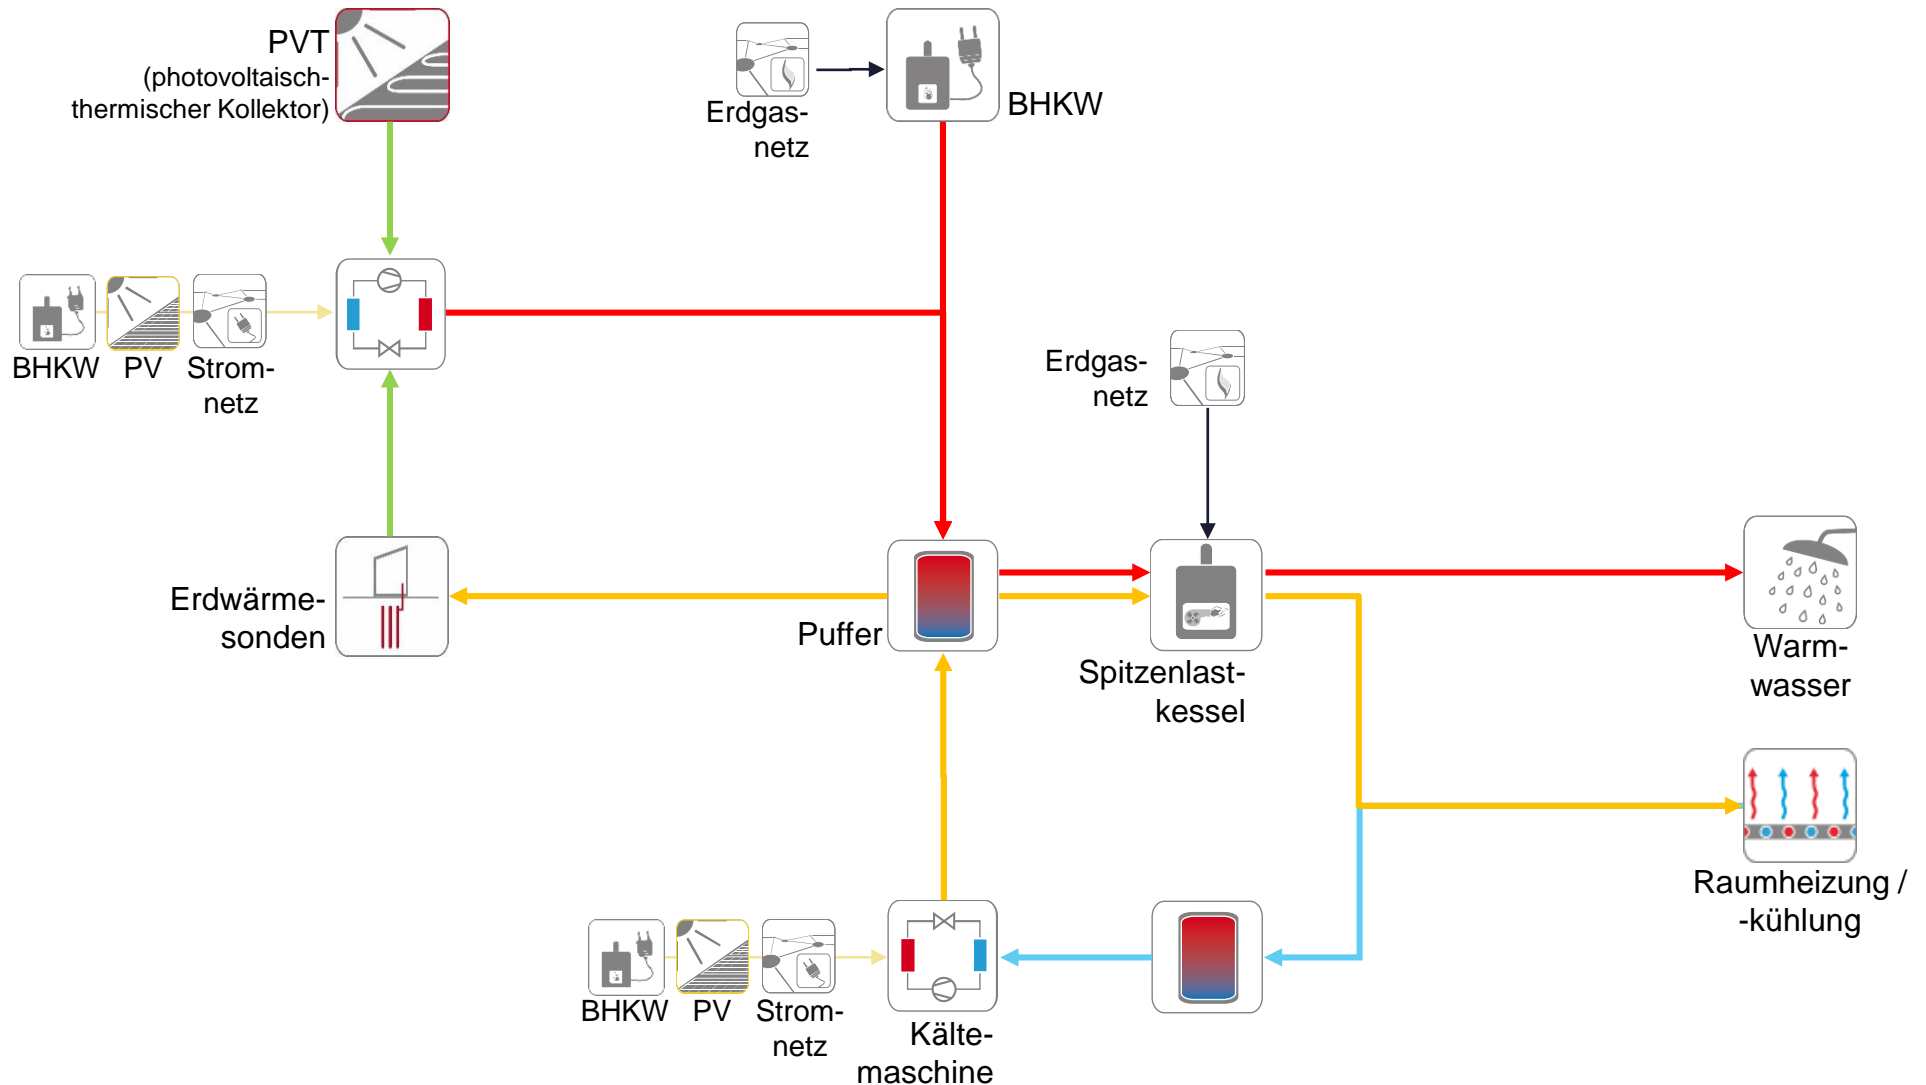 PVT
(photovoltaisch-
thermischer Kollektor)
Erdgas-
netz
BHKW
BHKW
PV
Strom-
netz
Erdgas-
netz
Erdwärme-
sonden
Puffer
Spitzenlast-
kessel
Warm-
wasser
Raumheizung /
-kühlung
BHKW
PV
Strom-
netz
Kälte-
maschine